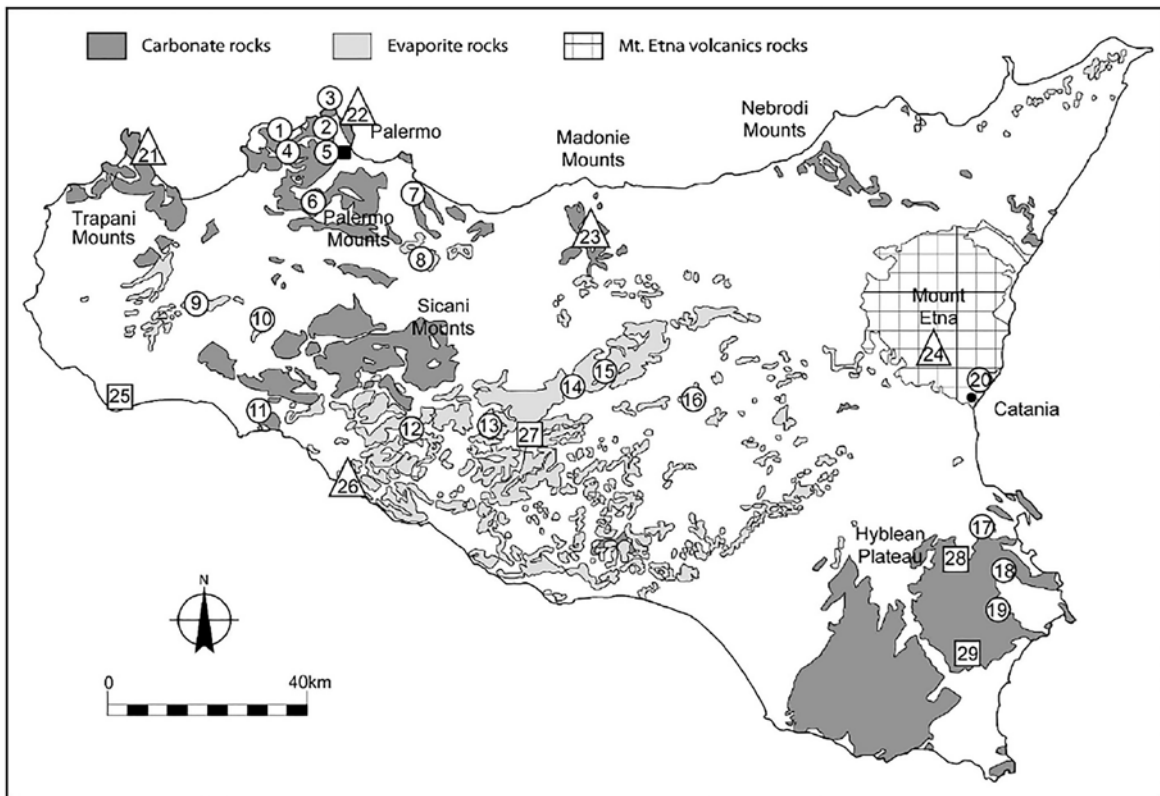 Carbonate rocks
Evaporite rocks
Mt. Etna volcanics rocks
3
22
1
2
Palermo
Nebrodi
Mounts
21
4
5
Madonie
Mounts
6
7
Trapani
Mounts
Palermo
Mounts
23
8
9
10
Sicani
Mounts
Mount
Etna
24
15
14
16
20
25
11
Catania
12
13
27
26
17
Hyblean
Plateau
28
18
19
N
29
0
40km